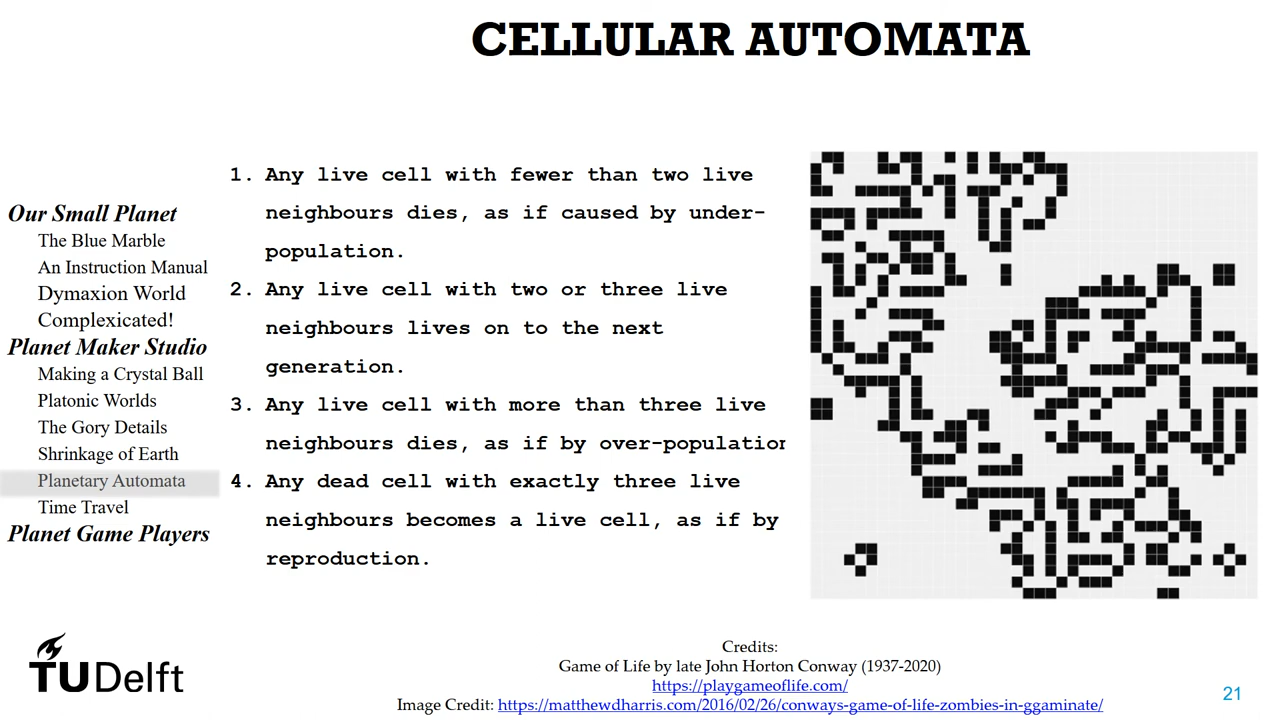 CELLULAR AUTOMATA
Our Small Planet
The Blue Marble
An Instruction Manual
Dymaxion World
Complexicated!
Planet Maker Studio
Making a Crystal Ball
Platonic Worlds
The Gory Details
Shrinkage of Earth
Planetary Automata
Time Travel
Planet Game Players
1. Any live cell with fewer than two live
neighbours dies, as if caused by under-
population.
2. Any live cell with two or three live
neighbours lives on to the next
generation.
3. Any live cell with more than three live
neighbours dies, as if by over-population
4. Any dead cell with exactly three live
neighbours becomes a live cell, as if by
reproduction.
TU Delft
Credits:
Game of Life by late John Horton Conway (1937-2020)
https://playgameoflife.com/
Image Credit: https://matthewdharris.com/2016/02/26/conways-game-of-life-zombies-in-ggaminate/
21